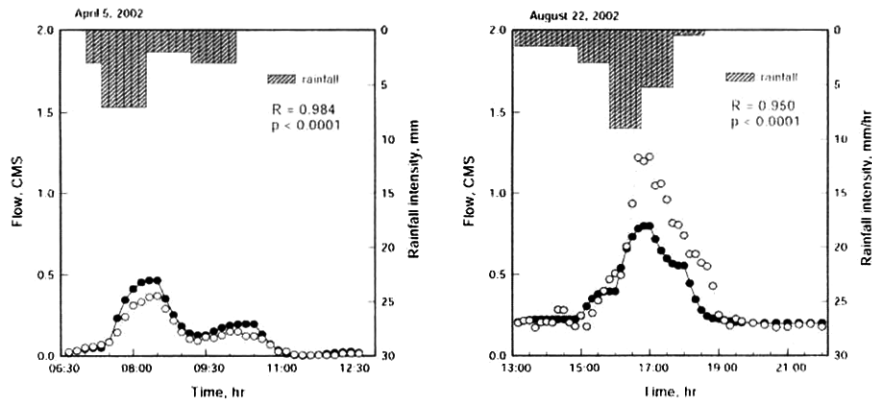 April 5, 2002
2.0
1.5
1.0
0.5
0.0
Flow, CMS
06:30 08:00 09:30 11:00 12:30
Time, hr
0
5
10
15
20
25
30
Rainfall intensity, mm
rainfall
R = 0.984
p < 0.0001
August 22, 2002
2.0
1.5
1.0
0.5
0.0
Flow, CMS
13:00 15:00 17:00 19:00 21:00
Time, hr
0
5
10
15
20
25
30
Rainfall intensity, mm/hr
rainfall
R = 0.950
p < 0.0001